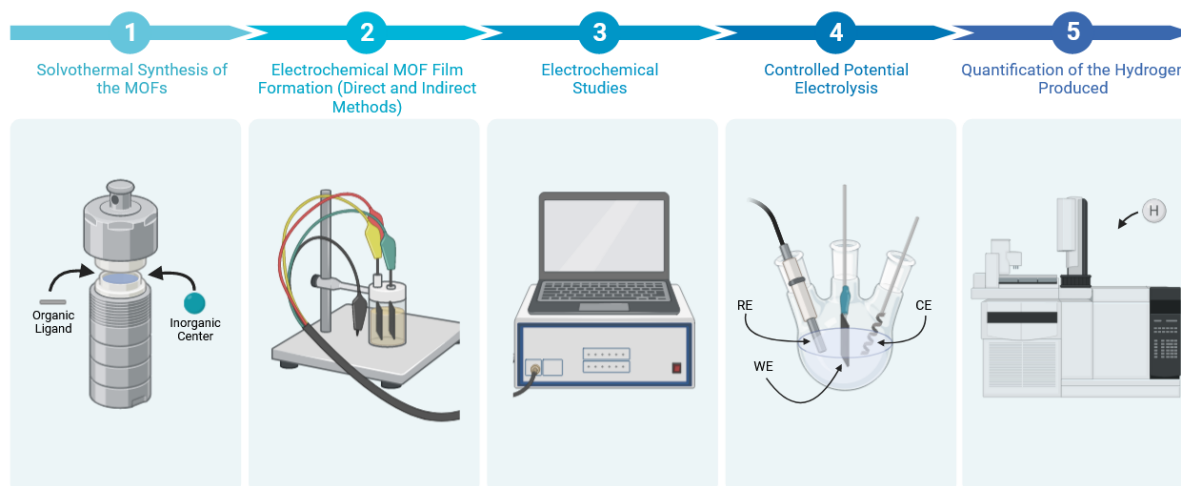 1
2
3
4
5
Solvothermal Synthesis of
the MOFs
Electrochemical MOF Film
Formation (Direct and Indirect
Methods)
Electrochemical
Studies
Controlled Potential
Electrolysis
Quantification of the Hydrogen
Produced
Organic
Ligand
Inorganic
Center
RE
WE
CE
H